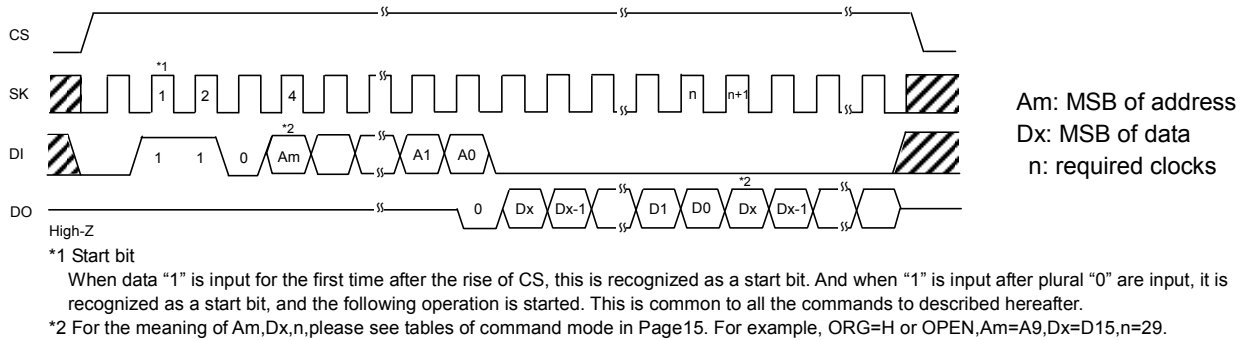 CS
*1
SK 1 2 4 n n+1
Am: MSB of address
Dx: MSB of data
n: required clocks
*2
DI 1 1 0 Am A1 A0
*2
DO 0 Dx Dx-1 D1 D0 Dx Dx-1
High-Z
*1 Start bit
When data “1” is input for the first time after the rise of CS, this is recognized as a start bit. And when “1” is input after plural “0” are input, it is
recognized as a start bit, and the following operation is started. This is common to all the commands to described hereafter.
*2 For the meaning of Am,Dx,n,please see tables of command mode in Page15. For example, ORG=H or OPEN,Am=A9,Dx=D15,n=29.